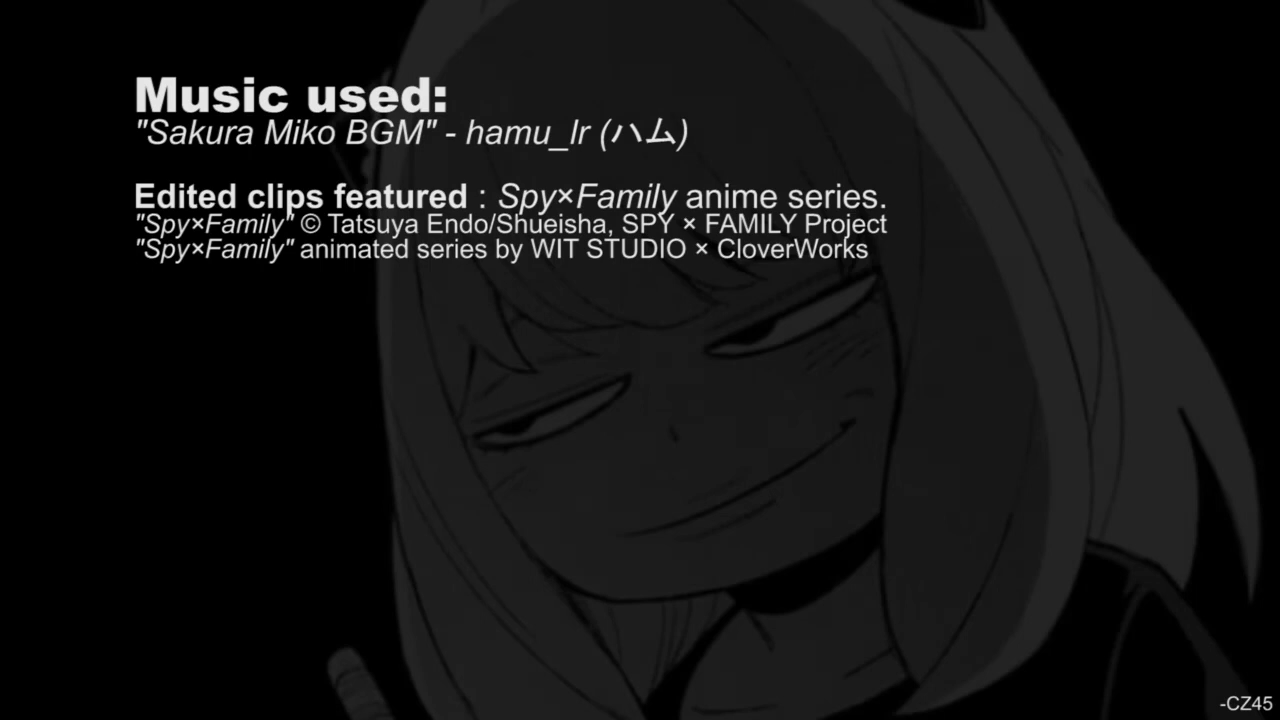 Music used:
"Sakura Miko BGM" - hamu_lr (ハム)
Edited clips featured : Spy×Family anime series.
"Spy×Family" © Tatsuya Endo/Shueisha, SPY × FAMILY Project
"Spy×Family" animated series by WIT STUDIO × CloverWorks
-CZ45